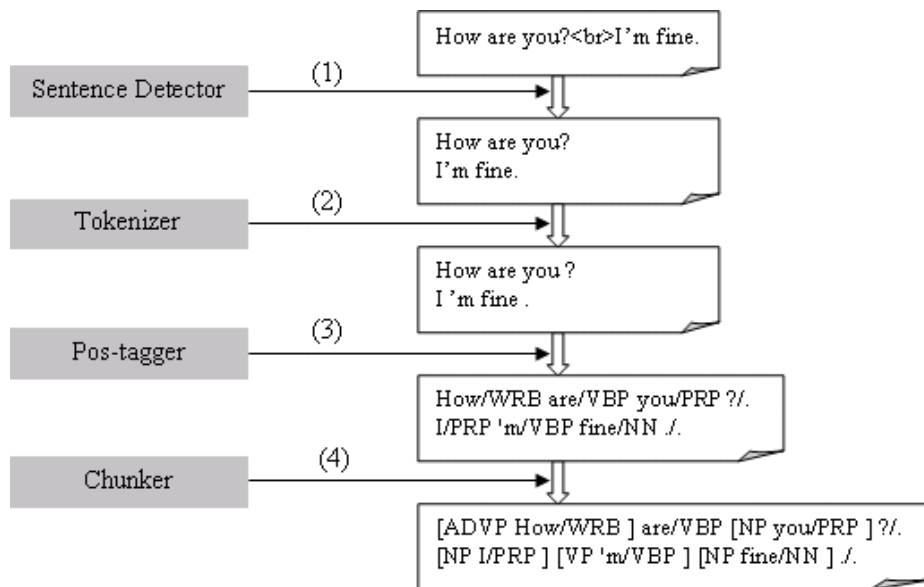 How are you?<br>I'm fine.
(1)
Sentence Detector
How are you?
I'm fine.
(2)
Tokenizer
How are you ?
I 'm fine .
(3)
Pos-tagger
How/WRB are/VBP you/PRP ?/.
I/PRP 'm/VBP fine/NN ./.
(4)
Chunker
[ADVP How/WRB ] are/VBP [NP you/PRP ] ?/.
[NP I/PRP ] [VP 'm/VBP ] [NP fine/NN ] ./.